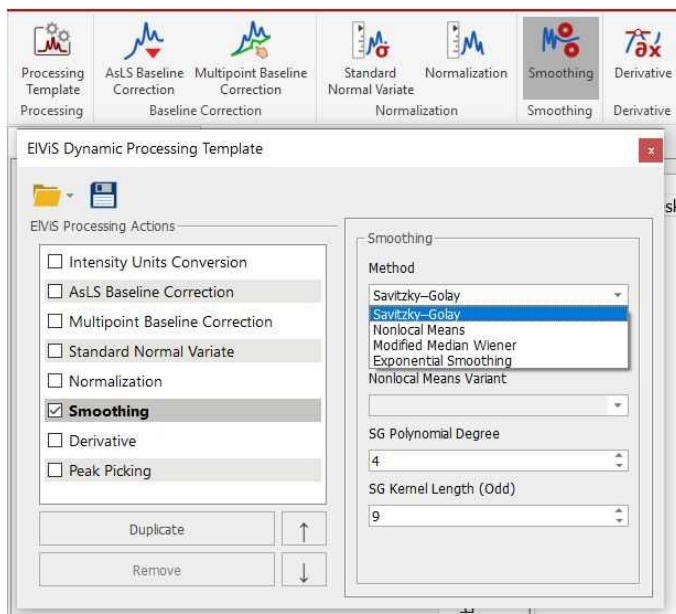 Processing Template
AsLS Baseline Correction
Multipoint Baseline Correction
Standard Normal Variate
Normalization
Smoothing
Derivative
Processing
Baseline Correction
Normalization
Smoothing
Derivative
ElViS Dynamic Processing Template
ElViS Processing Actions
Intensity Units Conversion
AsLS Baseline Correction
Multipoint Baseline Correction
Standard Normal Variate
Normalization
Smoothing
Derivative
Peak Picking
Duplicate
Remove
Smoothing
Method
Savitzky–Golay
Savitzky–Golay
Nonlocal Means
Modified Median Wiener
Exponential Smoothing
Nonlocal Means Variant
SG Polynomial Degree
4
SG Kernel Length (Odd)
9